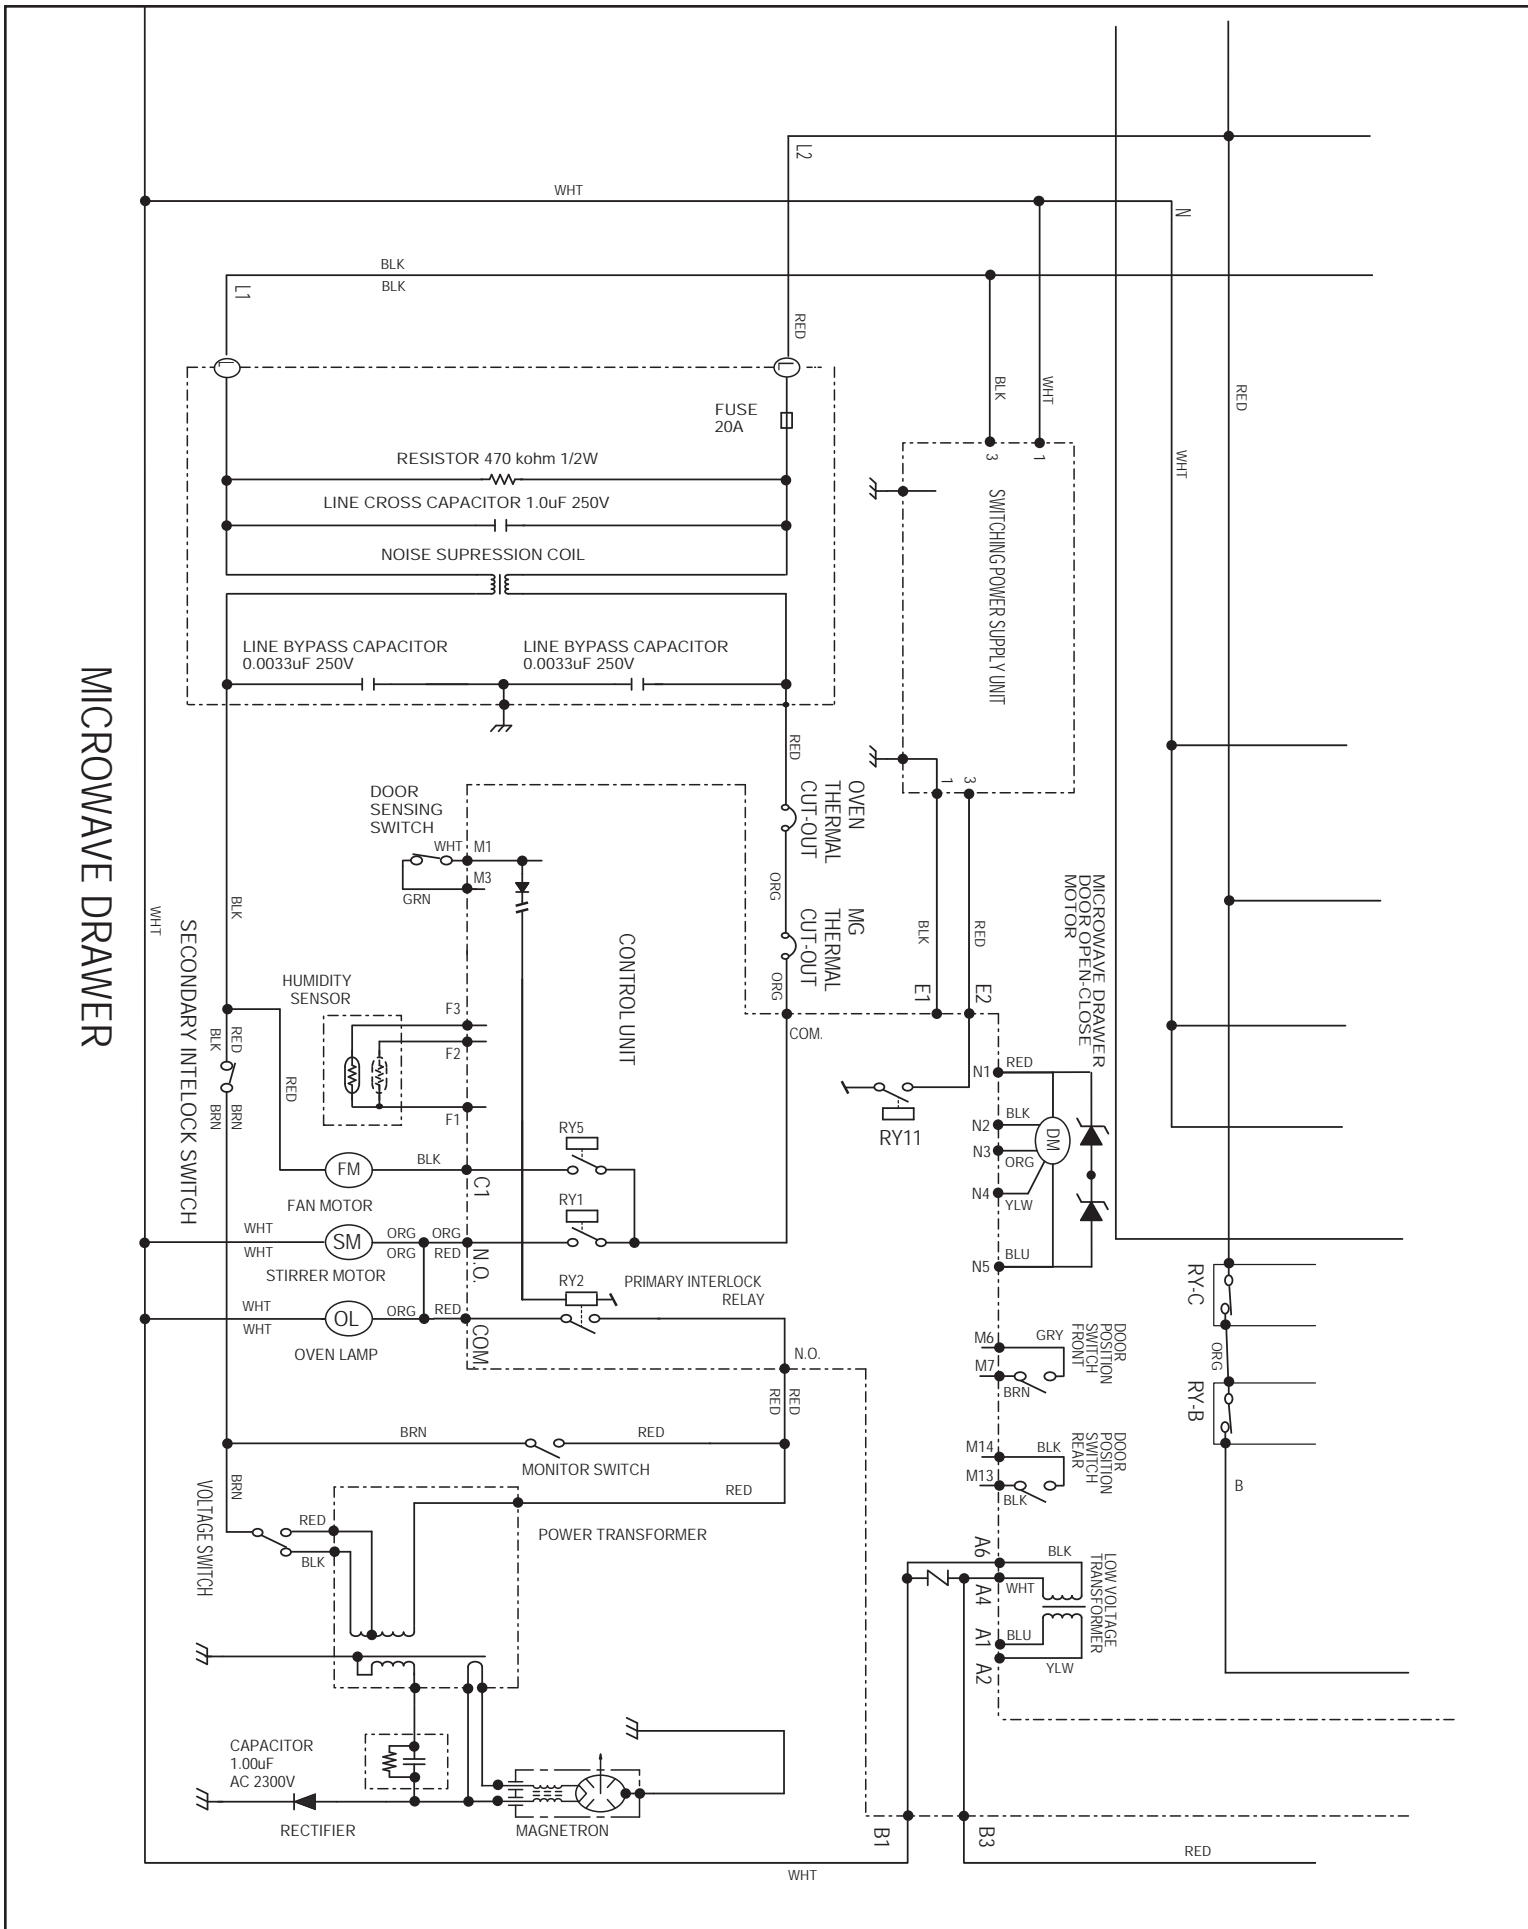 L2
WHT
N
BLK
BLK
L1
RED
L
L
BLK
WHT
RED
WHT
FUSE
20A
RESISTOR 470 kohm 1/2W
LINE CROSS CAPACITOR 1.0uF 250V
NOISE SUPRESSION COIL
3
1
SWITCHING POWER SUPPLY UNIT
LINE BYPASS CAPACITOR
0.0033uF 250V
LINE BYPASS CAPACITOR
0.0033uF 250V
MICROWAVE DRAWER
RED
1
3
OVEN
THERMAL
CUT-OUT
DOOR
SENSING
SWITCH
WHT
M1
M3
GRN
ORG
MG
THERMAL
CUT-OUT
ORG
BLK
RED
E1
E2
MICROWAVE DRAWER
DOOR OPEN-CLOSE
MOTOR
BLK
WHT
SECONDARY INTELOCK SWITCH
CONTROL UNIT
HUMIDITY
SENSOR
F3
F2
F1
COM.
RED
BLK
BRN
BRN
RED
RY11
N1
RED
N2
BLK
N3
ORG
N4
YLW
N5
BLU
DM
RY5
FM
BLK
C1
FAN MOTOR
RY1
WHT
WHT
SM
ORG
ORG
ORG
RED
N.O.
STIRRER MOTOR
RY2
PRIMARY INTERLOCK
RELAY
WHT
WHT
OL
ORG
RED
COM
OVEN LAMP
N.O.
RED
RED
RY-C
ORG
RY-B
B
M6
GRY
M7
BRN
DOOR
POSITION
SWITCH
FRONT
M14
BLK
M13
BLK
DOOR
POSITION
SWITCH
REAR
BRN
RED
MONITOR SWITCH
BRN
VOLTAGE SWITCH
RED
BLK
RED
POWER TRANSFORMER
A6
BLK
WHT
A4
A1
BLU
A2
YLW
LOW VOLTAGE
TRANSFORMER
CAPACITOR
1.00uF
AC 2300V
RECTIFIER
MAGNETRON
B1
B3
RED
WHT